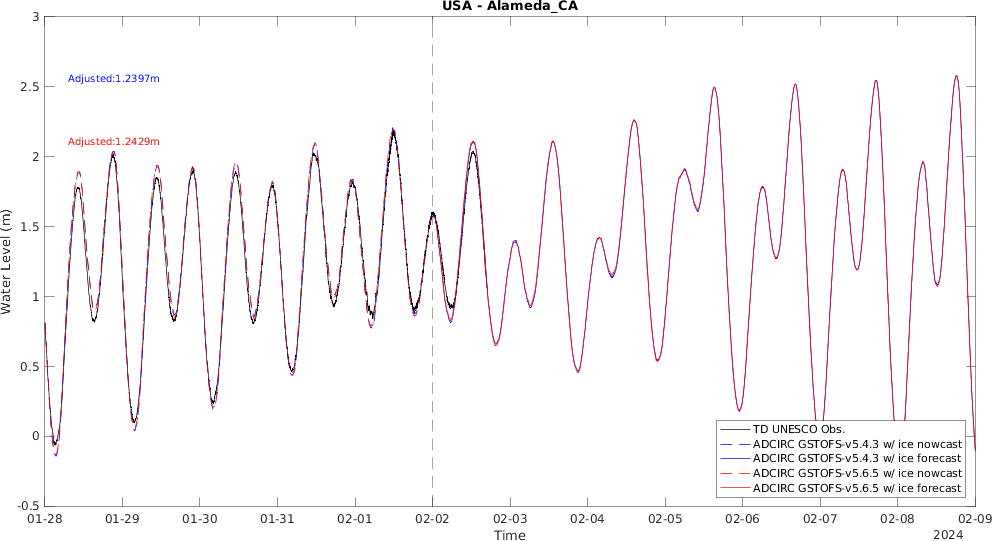 USA - Alameda_CA
3
2.5
2
1.5
1
0.5
0
-0.5
Water Level (m)
Adjusted:1.2397m
Adjusted:1.2429m
TD UNESCO Obs.
ADCIRC GSTOFS-v5.4.3 w/ ice nowcast
ADCIRC GSTOFS-v5.4.3 w/ ice forecast
ADCIRC GSTOFS-v5.6.5 w/ ice nowcast
ADCIRC GSTOFS-v5.6.5 w/ ice forecast
01-28 01-29 01-30 01-31 02-01 02-02 02-03 02-04 02-05 02-06 02-07 02-08 02-09
Time
2024